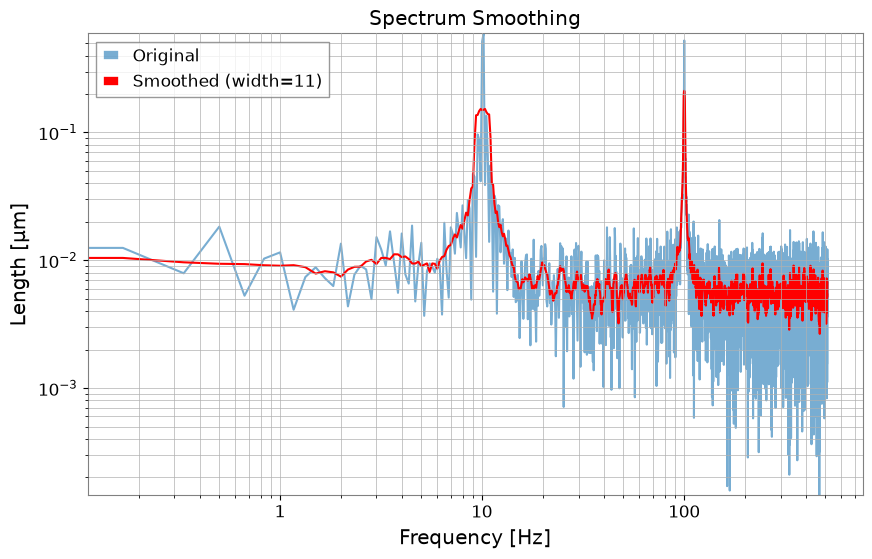 Spectrum Smoothing
Original
Smoothed (width=11)
10⁻¹
10⁻²
10⁻³
Length [µm]
1
10
100
Frequency [Hz]